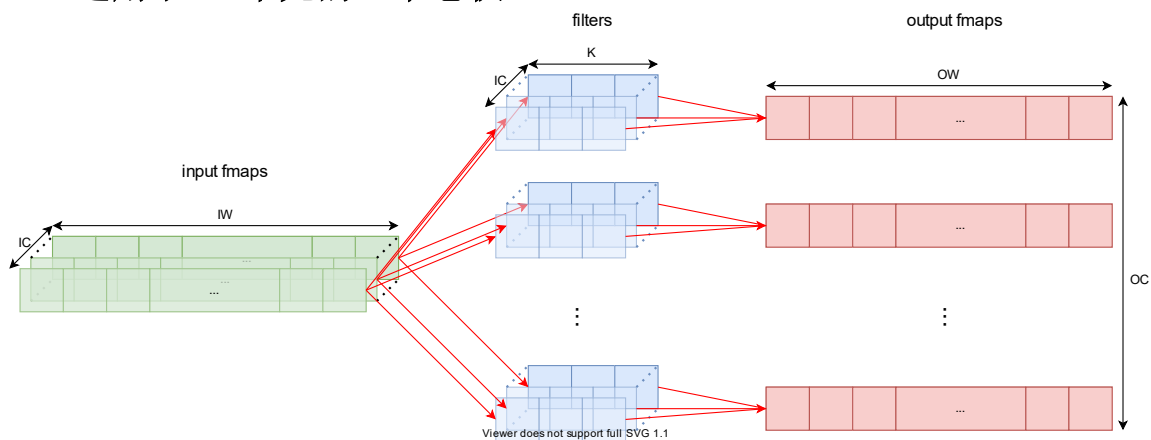 filters
output fmaps
K
IC
OW
...
input fmaps
IW
IC
...
...
...
...
OC
⋮
⋮
...
Viewer does not support full SVG 1.1